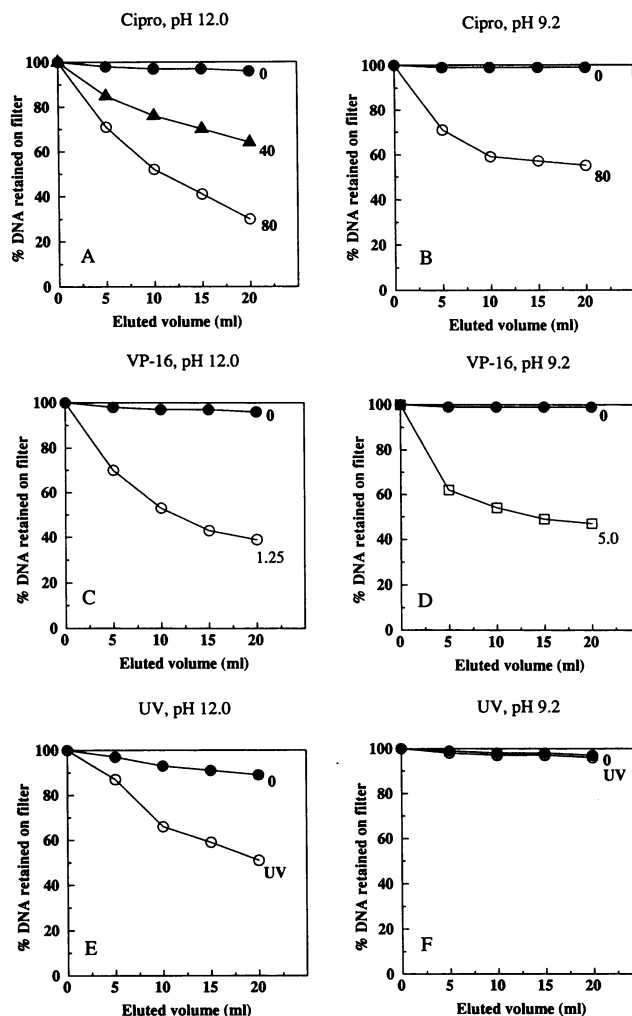 Cipro, pH 12.0
% DNA retained on filter
100
80
60
40
20
0
0
40
80
A
0 5 10 15 20
Eluted volume (ml)
Cipro, pH 9.2
% DNA retained on filter
100
80
60
40
20
0
0
80
B
0 5 10 15 20
Eluted volume (ml)
VP-16, pH 12.0
% DNA retained on filter
100
80
60
40
20
0
0
1.25
C
0 5 10 15 20
Eluted volume (ml)
VP-16, pH 9.2
% DNA retained on filter
100
80
60
40
20
0
0
5.0
D
0 5 10 15 20
Eluted volume (ml)
UV, pH 12.0
% DNA retained on filter
100
80
60
40
20
0
0
UV
E
0 5 10 15 20
Eluted volume (ml)
UV, pH 9.2
% DNA retained on filter
100
80
60
40
20
0
0
UV
F
0 5 10 15 20
Eluted volume (ml)